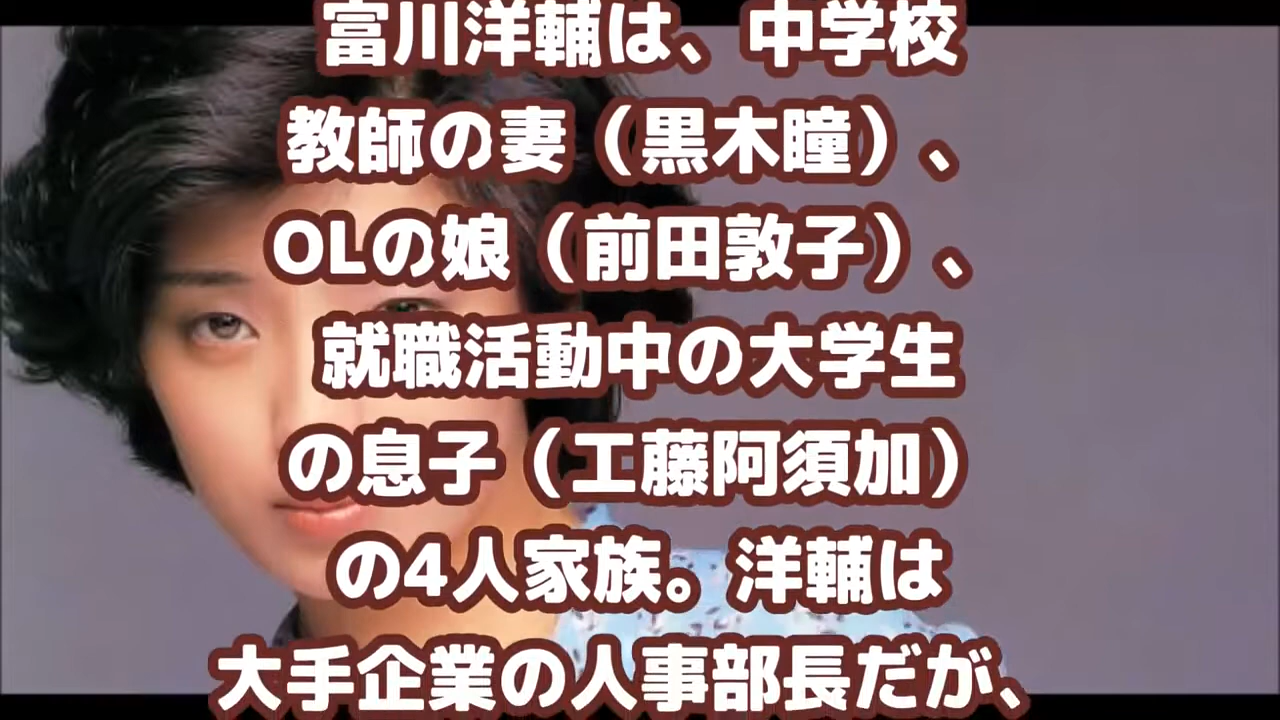 富川洋輔は、中学校
教師の妻（黒木瞳）、
OLの娘（前田敦子）、
就職活動中の大学生
の息子（工藤阿須加）
の4人家族。洋輔は
大手企業の人事部長だが、